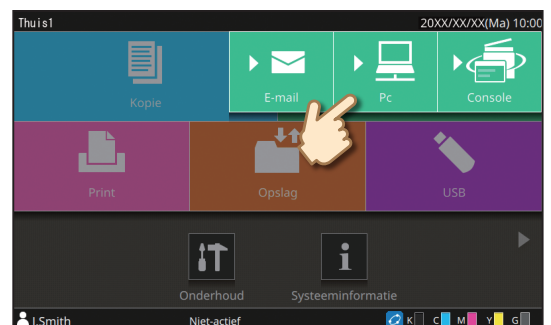 Thuis1 20XX/XX/XX(Ma) 10:00
Kopie E-mail Pc Console
Print Opslag USB
Onderhoud Systeeminformatie
J.Smith Niet-actief K C M Y G